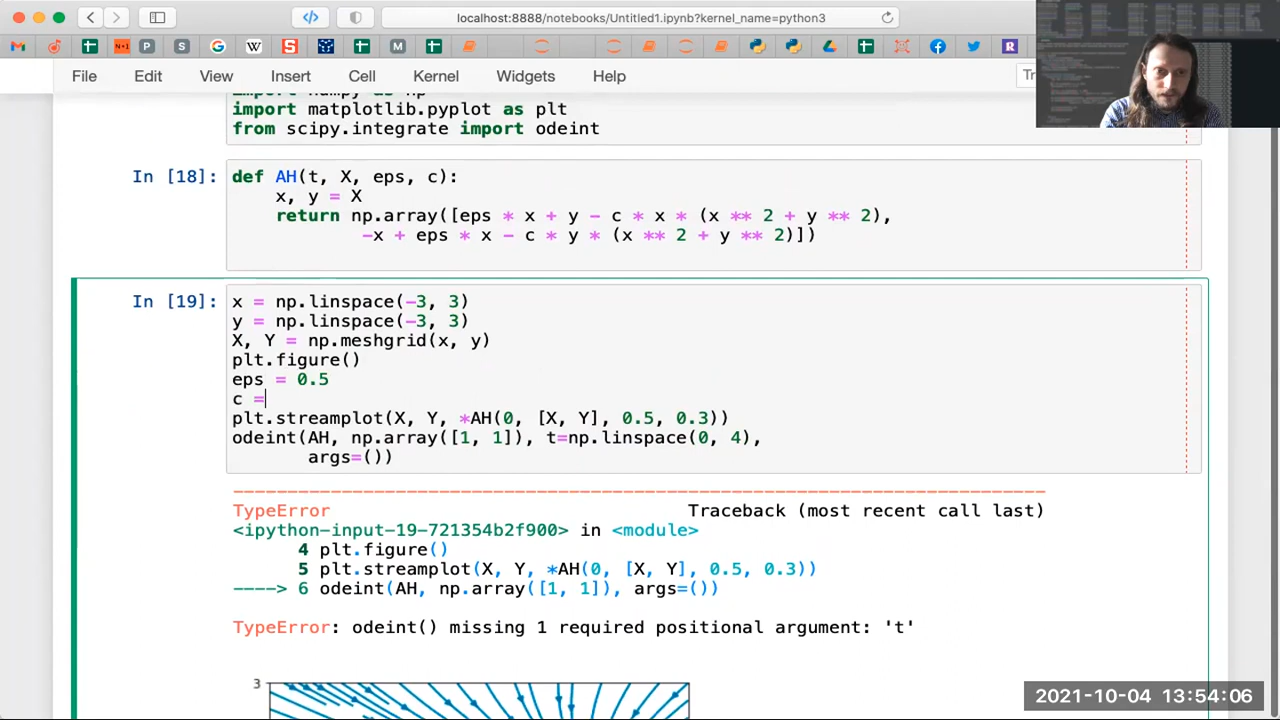 localhost:8888/notebooks/Untitled1.ipynb?kernel_name=python3
File Edit View Insert Cell Kernel Widgets Help
import numpy as np
import matplotlib.pyplot as plt
from scipy.integrate import odeint
In [18]:
def AH(t, X, eps, c):
    x, y = X
    return np.array([eps * x + y - c * x * (x ** 2 + y ** 2),
            -x + eps * x - c * y * (x ** 2 + y ** 2)])
In [19]:
x = np.linspace(-3, 3)
y = np.linspace(-3, 3)
X, Y = np.meshgrid(x, y)
plt.figure()
eps = 0.5
c =
plt.streamplot(X, Y, *AH(0, [X, Y], 0.5, 0.3))
odeint(AH, np.array([1, 1]), t=np.linspace(0, 4),
       args=())
---------------------------------------------------------------------------
TypeError                                 Traceback (most recent call last)
<ipython-input-19-721354b2f900> in <module>
      4 plt.figure()
      5 plt.streamplot(X, Y, *AH(0, [X, Y], 0.5, 0.3))
----> 6 odeint(AH, np.array([1, 1]), args=())
TypeError: odeint() missing 1 required positional argument: 't'
3
2021-10-04 13:54:06